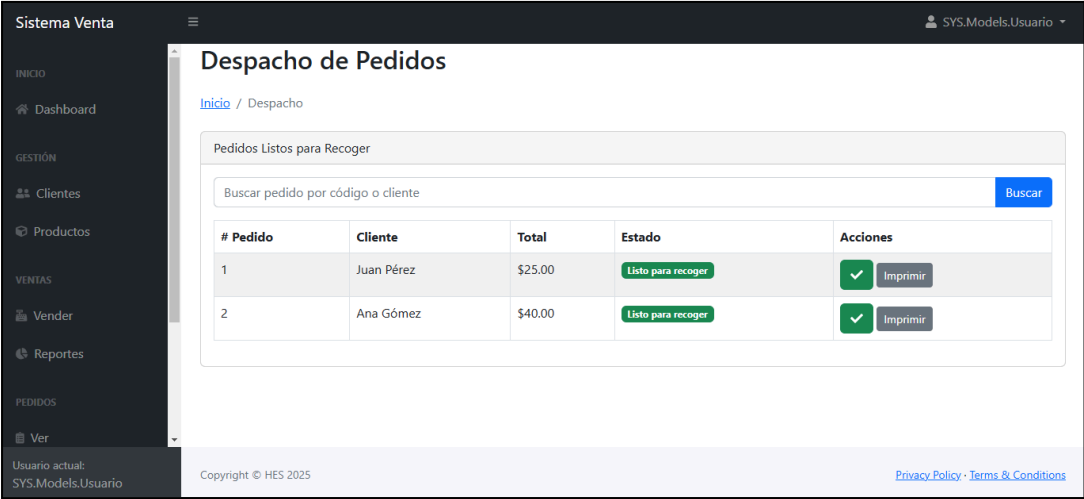 Sistema Venta
SYS.Models.Usuario
INICIO
Dashboard
GESTIÓN
Clientes
Productos
VENTAS
Vender
Reportes
PEDIDOS
Ver
Usuario actual:
SYS.Models.Usuario
Despacho de Pedidos
Inicio / Despacho
Pedidos Listos para Recoger
Buscar pedido por código o cliente Buscar
# Pedido Cliente Total Estado Acciones
1 Juan Pérez $25.00 Listo para recoger Imprimir
2 Ana Gómez $40.00 Listo para recoger Imprimir
Copyright © HES 2025 Privacy Policy · Terms & Conditions